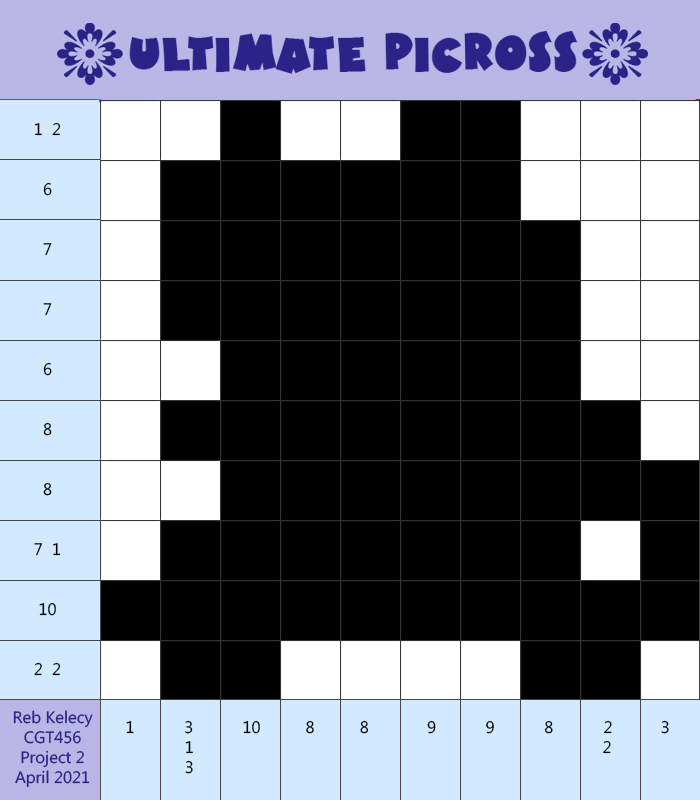 ULTIMATE PICROSS
1 2
6
7
7
6
8
8
7 1
10
2 2
Reb Kelecy
CGT456
Project 2
April 2021
1 3 10 8 8 9 9 8 2 3
1 2
3